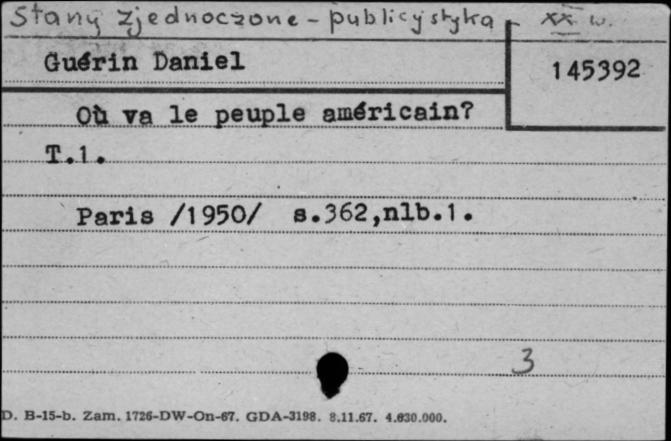 Stany Zjednoczone - publicystyka - XX w.
Guérin Daniel
145392
Où va le peuple américain?
T.1.
Paris /1950/ s.362,nlb.1.
3
D. B-15-b. Zam. 1726-DW-On-67. GDA-3198. 8.11.67. 4.030.000.